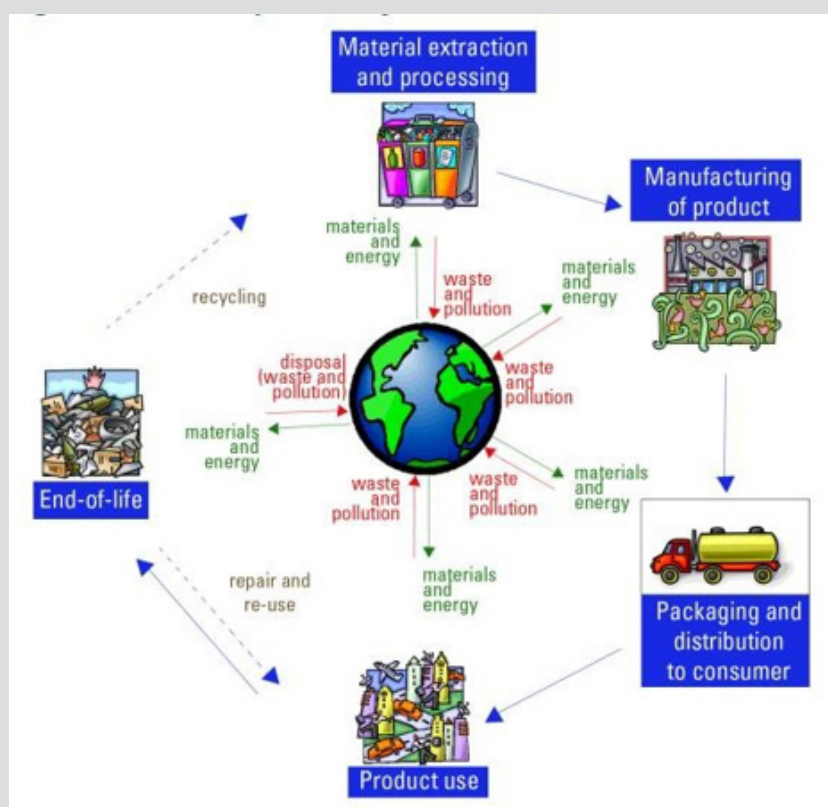 Material extraction
and processing
Manufacturing
of product
materials
and
energy
waste
and
pollution
materials
and
energy
recycling
disposal
(waste and
pollution)
waste
and
pollution
materials
and
energy
End-of-life
waste
and
pollution
waste
and
pollution
materials
and
energy
repair and
re-use
materials
and
energy
Packaging and
distribution
to consumer
Product use